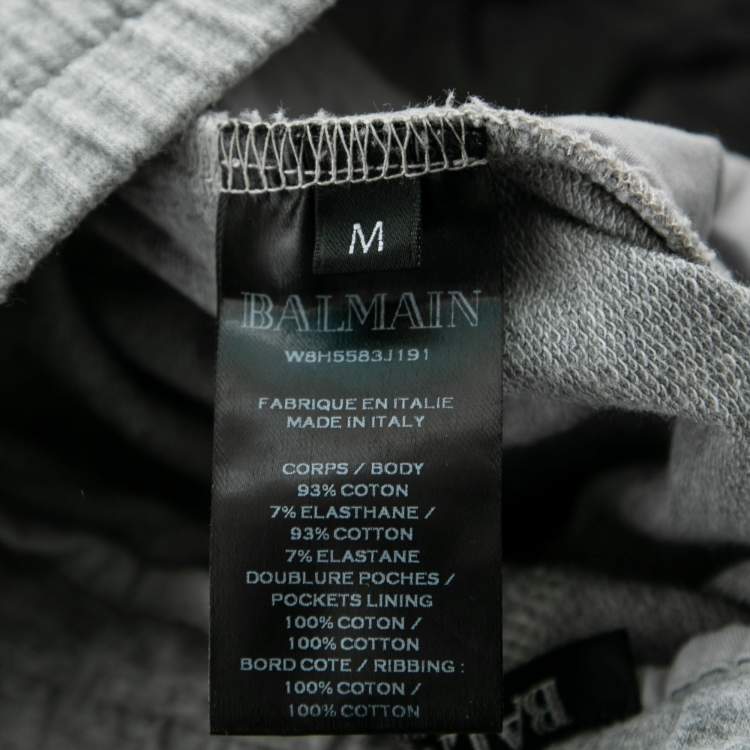 M
BALMAIN
W8H5583J191
FABRIQUE EN ITALIE
MADE IN ITALY
CORPS / BODY
93% COTON
7% ELASTHANE /
93% COTTON
7% ELASTANE
DOUBLURE POCHES /
POCKETS LINING
100% COTON /
100% COTTON
BORD COTE / RIBBING :
100% COTON /
100% COTTON